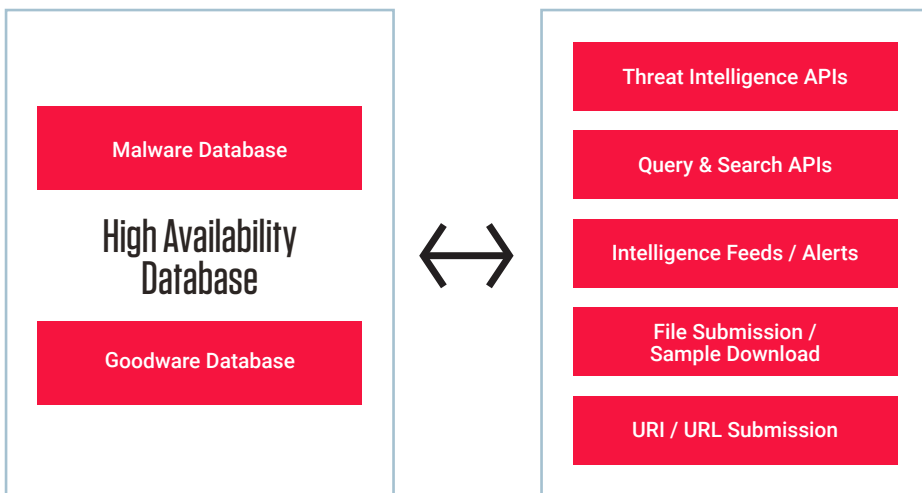 Malware Database
High Availability
Database
Goodware Database
Threat Intelligence APIs
Query & Search APIs
Intelligence Feeds / Alerts
File Submission /
Sample Download
URI / URL Submission